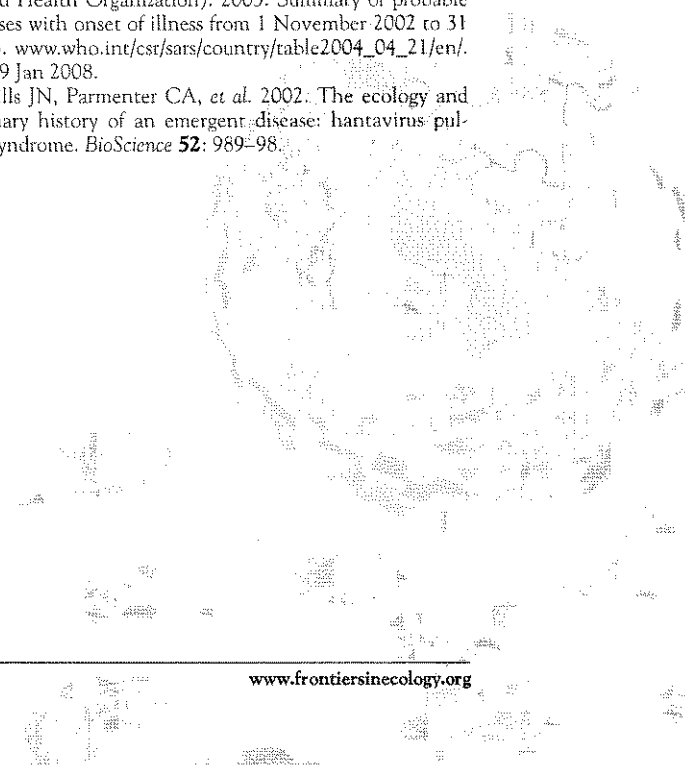 d Health Organization). 2003. Summary of probable
ses with onset of illness from 1 November 2002 to 31
. www.who.int/csr/sars/country/table2004_04_21/en/.
9 Jan 2008.
lls JN, Parmenter CA, et al. 2002. The ecology and
nary history of an emergent disease: hantavirus pul-
yndrome. BioScience 52: 989–98.
www.frontiersinecology.org